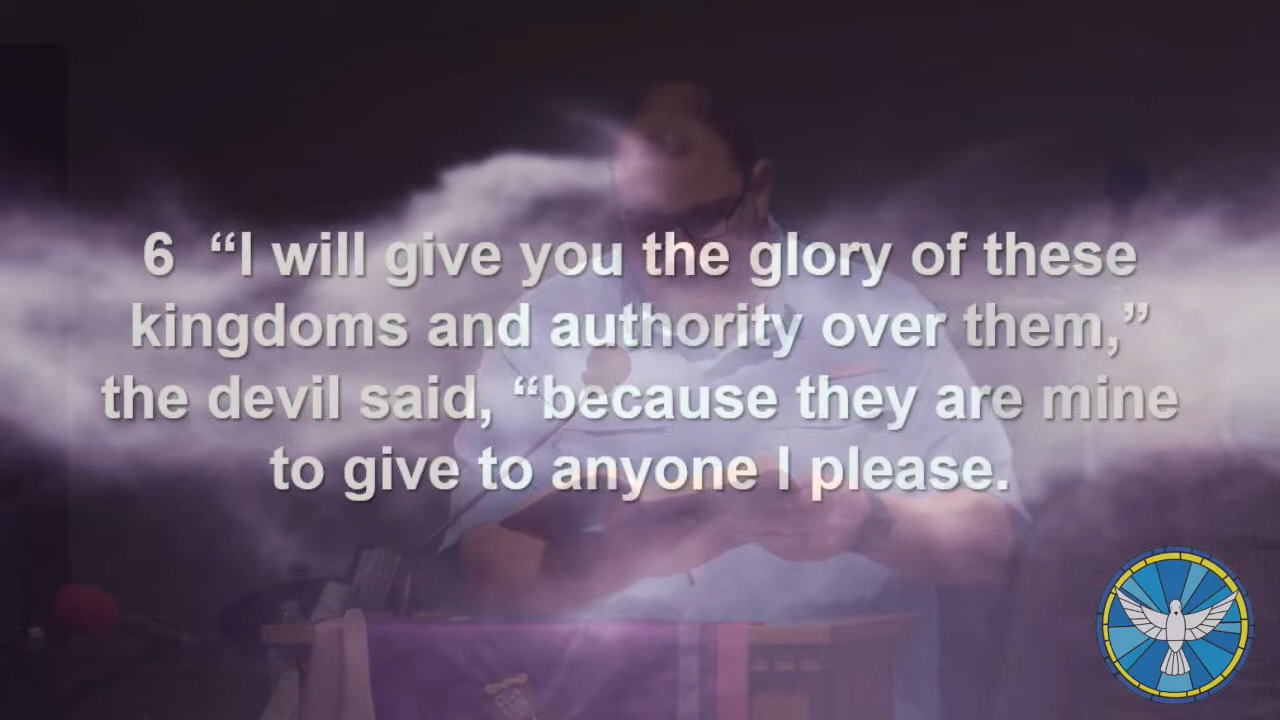 6 “I will give you the glory of these
kingdoms and authority over them,”
the devil said, “because they are mine
to give to anyone I please.